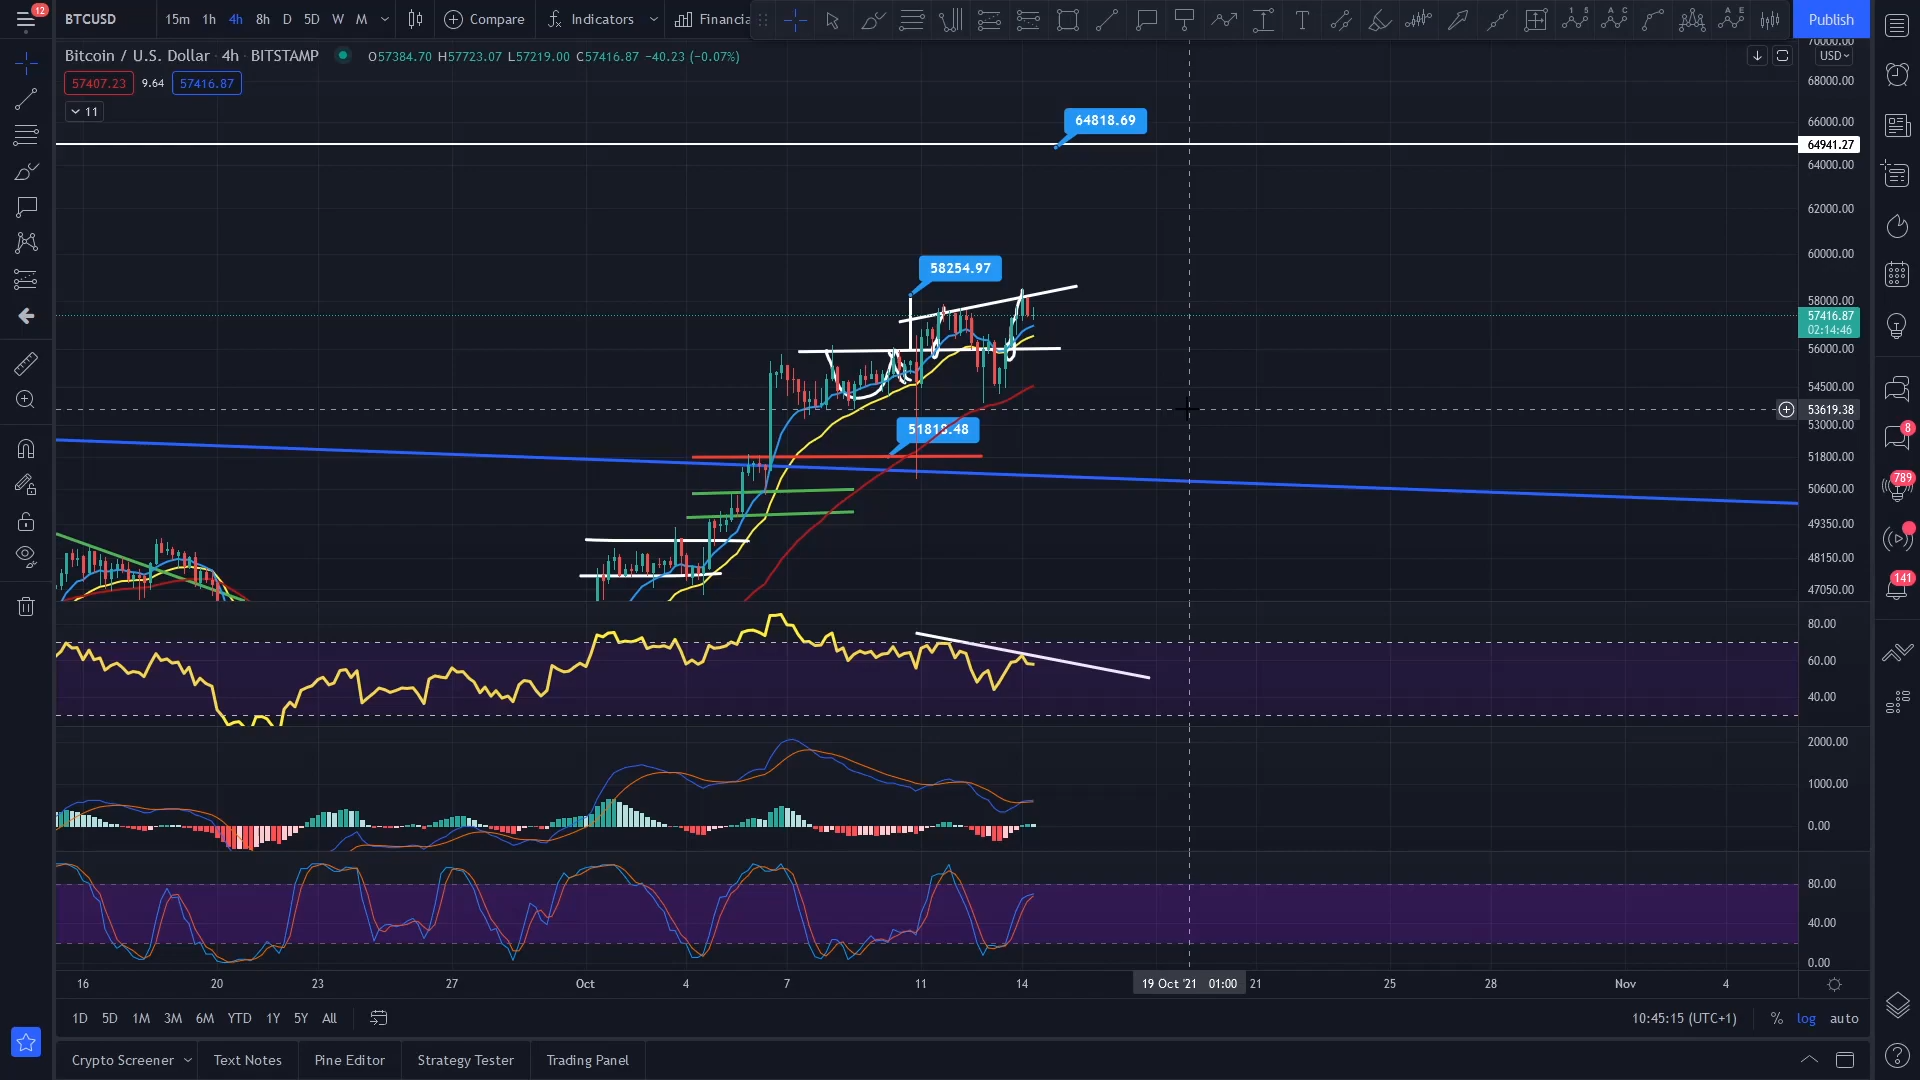 12
BTCUSD
15m 1h 4h 8h D 5D W M
Compare
Indicators
Financia
Publish
Bitcoin / U.S. Dollar · 4h · BITSTAMP
O57384.70 H57723.07 L57219.00 C57416.87 −40.23 (−0.07%)
57407.23 9.64 57416.87
11
70000.00
USD
68000.00
66000.00
64941.27
64000.00
62000.00
60000.00
58000.00
57416.87
02:14:46
56000.00
54500.00
53619.38
53000.00
51800.00
50600.00
49350.00
48150.00
47050.00
64818.69
58254.97
51818.48
80.00
60.00
40.00
2000.00
1000.00
0.00
80.00
40.00
0.00
8
789
141
16 20 23 27 Oct 4 7 11 14 19 Oct '21 01:00 21 25 28 Nov 4
1D 5D 1M 3M 6M YTD 1Y 5Y All
10:45:15 (UTC+1) % log auto
Crypto Screener Text Notes Pine Editor Strategy Tester Trading Panel